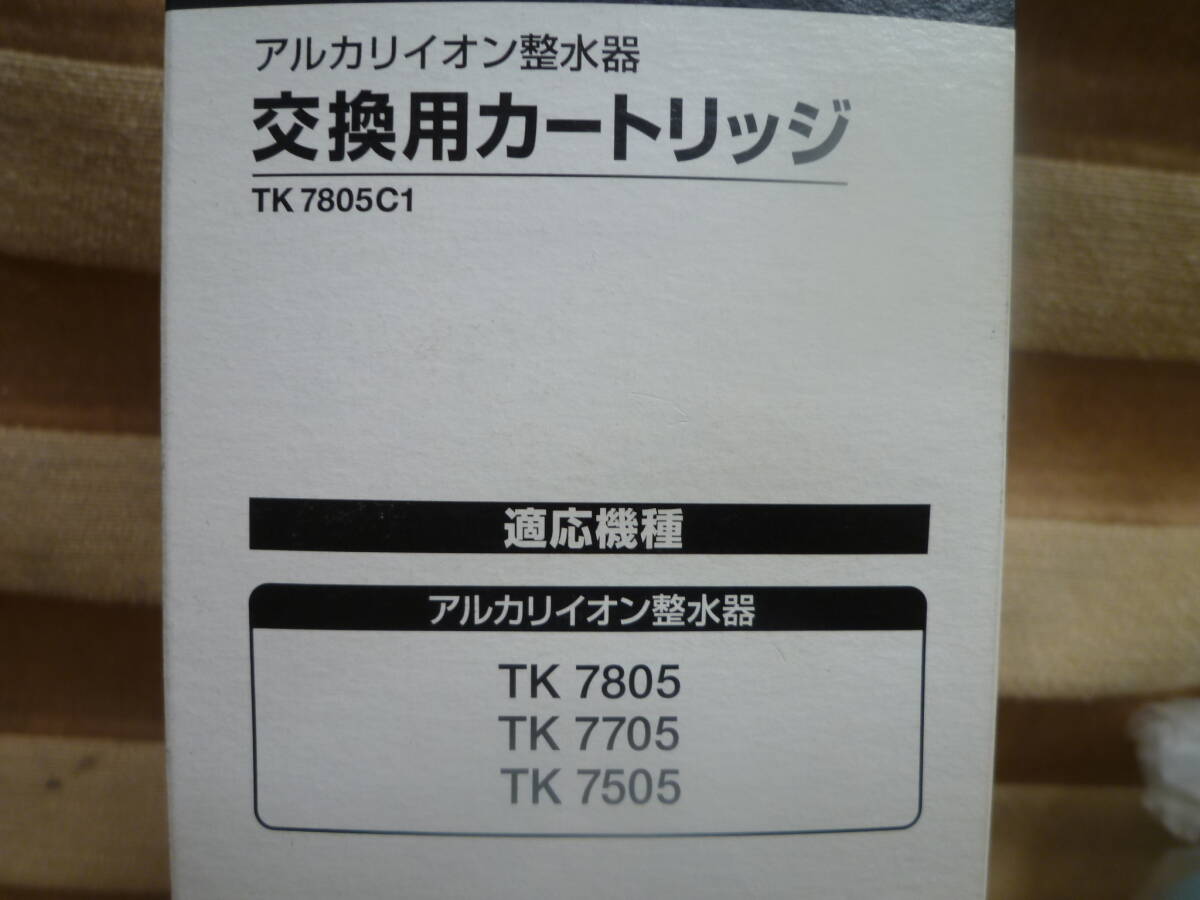 アルカリイオン整水器
交換用カートリッジ
TK7805C1
適応機種
アルカリイオン整水器
TK 7805
TK 7705
TK 7505